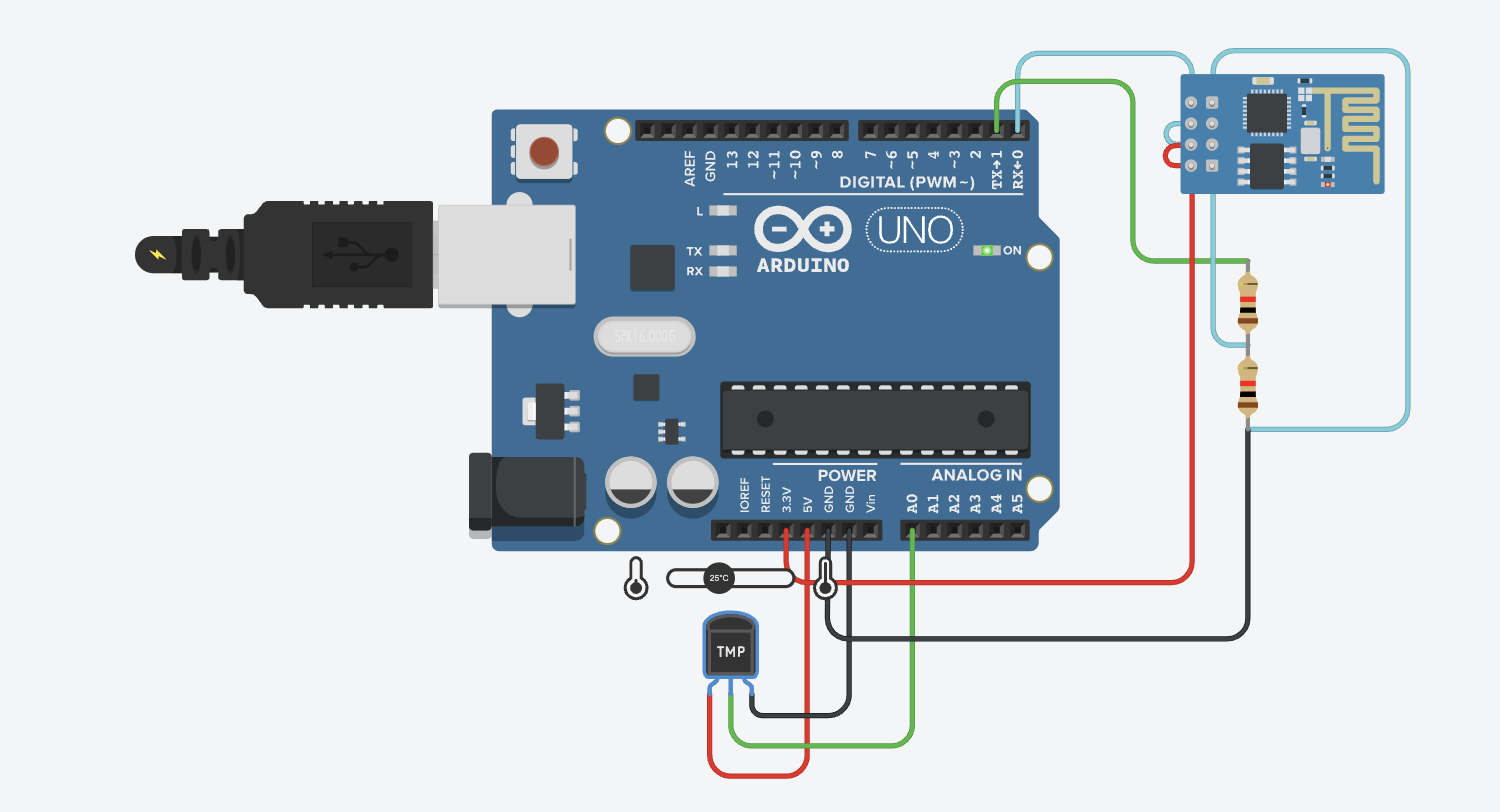 AREF
GND
13
12
~11
~10
~9
8
7
~6
~5
4
~3
2
TX→1
RX←0
DIGITAL (PWM~)
L
TX
RX
ARDUINO
UNO
ON
SPK16.000G
POWER
ANALOG IN
IOREF
RESET
3.3V
5V
GND
GND
Vin
A0
A1
A2
A3
A4
A5
25°C
TMP